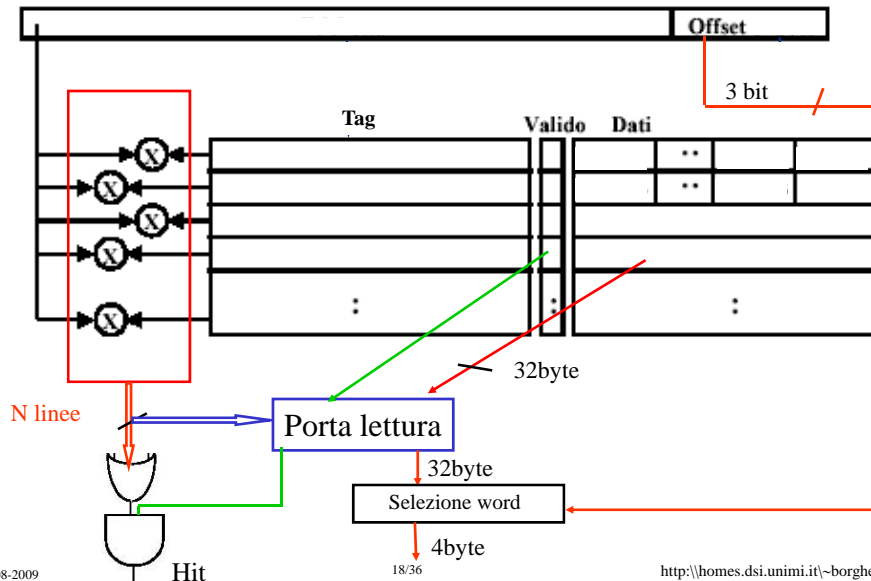 Offset
3 bit
Tag
Valido
Dati
: :
: :
X
X
X
X
X
:
:
:
32byte
N linee
Porta lettura
32byte
Selezione word
4byte
Hit
18/36
http:\\homes.dsi.unimi.it\~borghe